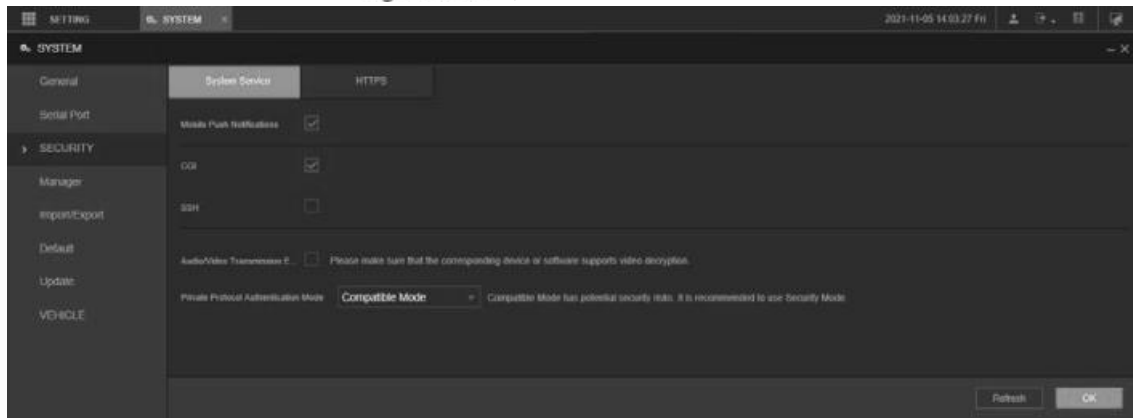 SETTING SYSTEM × 2021-11-05 14:03:27 Fri
SYSTEM
General System Service HTTPS
Serial Port Mobile Push Notifications
SECURITY
CGI
Manager
SSH
Import/Export
Default
Audio/Video Transmission E... Please make sure that the corresponding device or software supports video decryption.
Update
Private Protocol Authentication Mode Compatible Mode Compatible Mode has potential security risks. It is recommended to use Security Mode
VEHICLE
Refresh OK